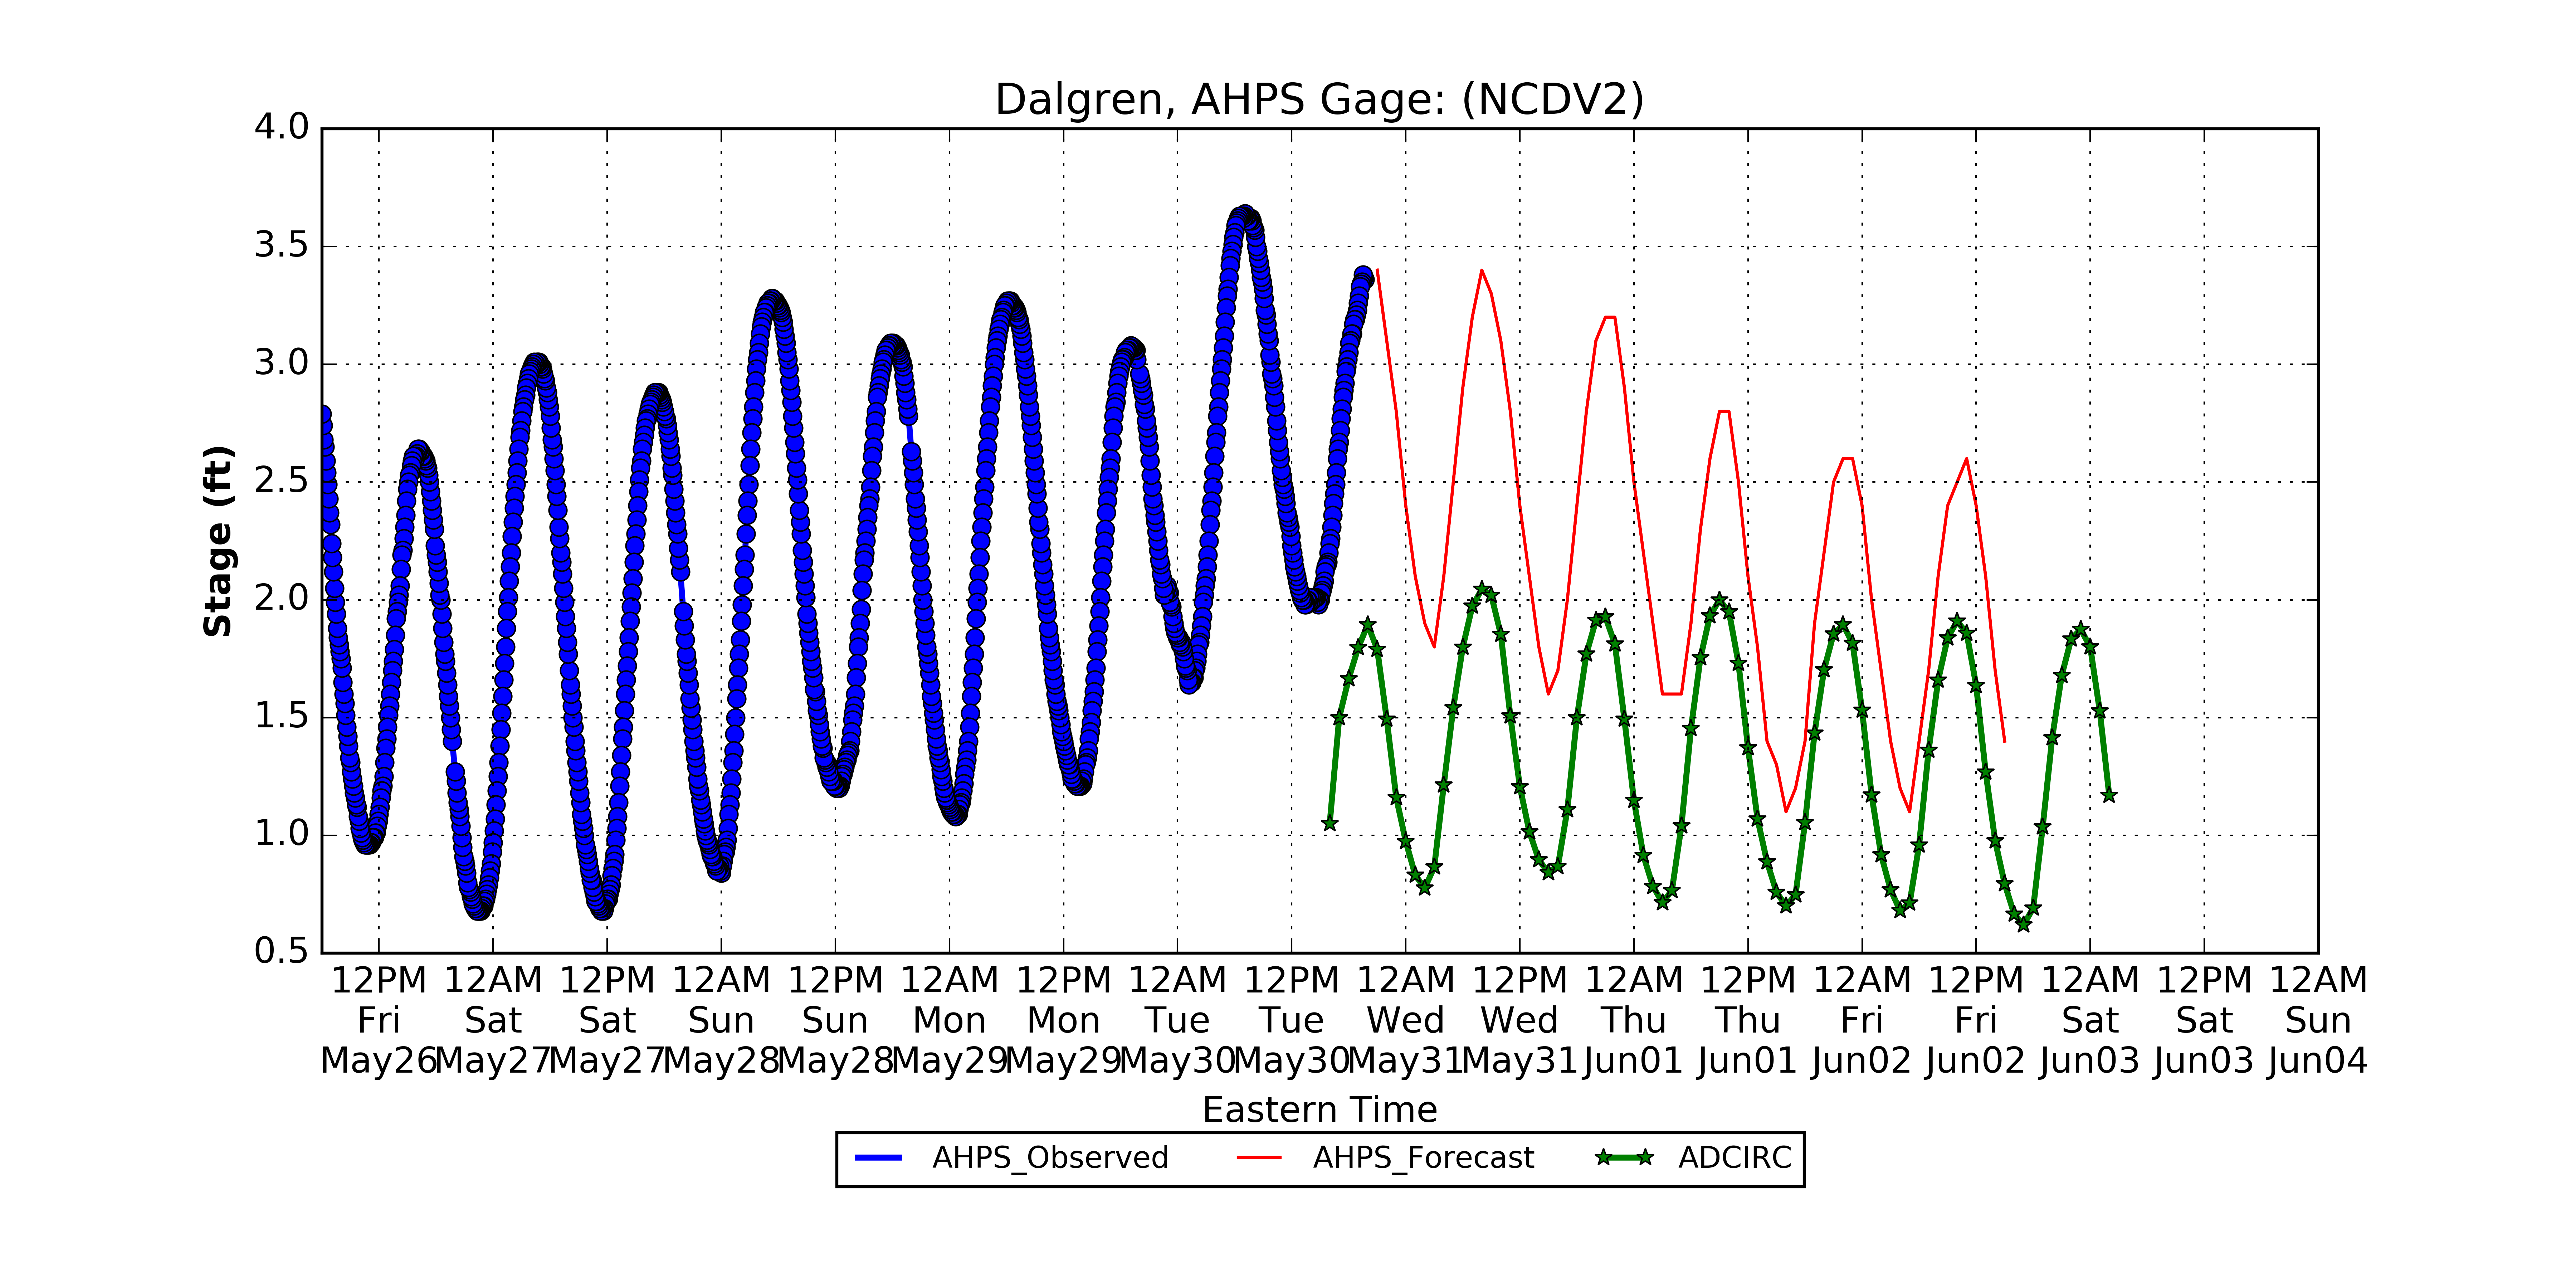 Dalgren, AHPS Gage: (NCDV2)
4.0
3.5
3.0
2.5
2.0
1.5
1.0
0.5
Stage (ft)
12PM 12AM 12PM 12AM 12PM 12AM 12PM 12AM 12PM 12AM 12PM 12AM 12PM 12AM 12PM 12AM 12PM 12AM
Fri Sat Sat Sun Sun Mon Mon Tue Tue Wed Wed Thu Thu Fri Fri Sat Sat Sun
May26 May27 May27 May28 May28 May29 May29 May30 May30 May31 May31 Jun01 Jun01 Jun02 Jun02 Jun03 Jun03 Jun04
Eastern Time
AHPS_Observed AHPS_Forecast ADCIRC